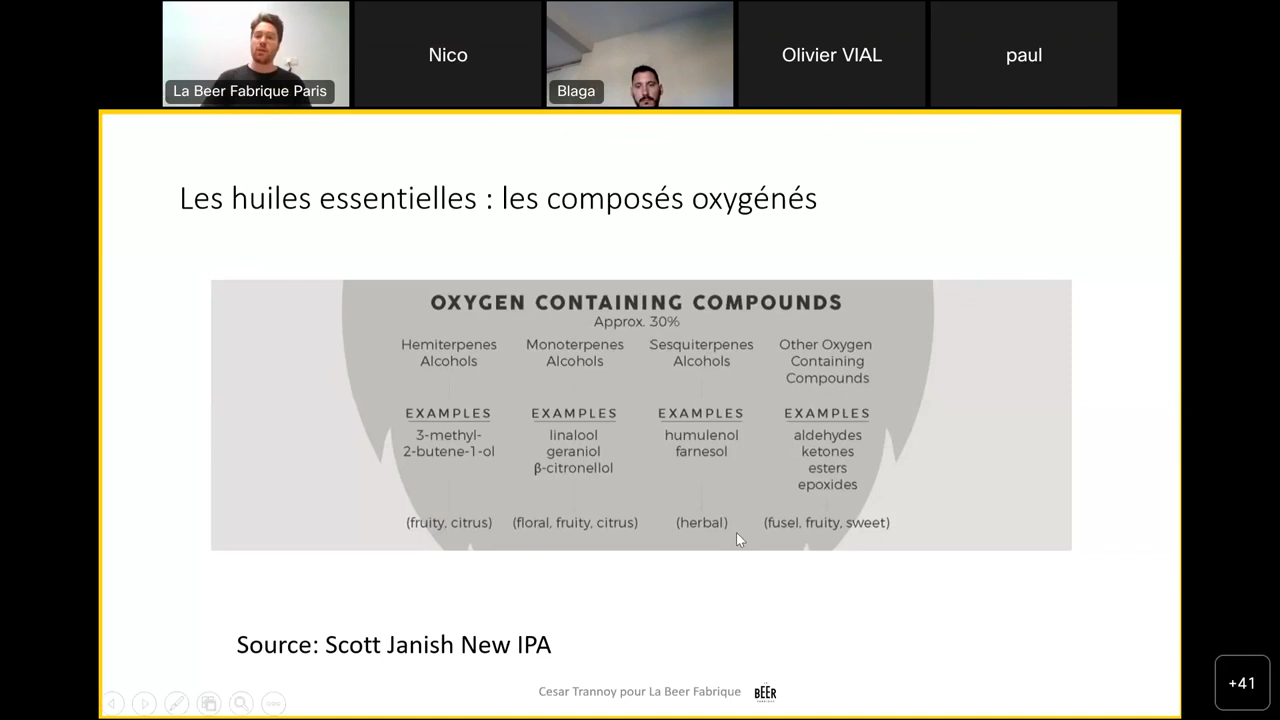 La Beer Fabrique Paris
Nico
Blaga
Olivier VIAL
paul
Les huiles essentielles : les composés oxygénés
OXYGEN CONTAINING COMPOUNDS
Approx. 30%
Hemiterpenes
Alcohols
EXAMPLES
3-methyl-
2-butene-1-ol
(fruity, citrus)
Monoterpenes
Alcohols
EXAMPLES
linalool
geraniol
β-citronellol
(floral, fruity, citrus)
Sesquiterpenes
Alcohols
EXAMPLES
humulenol
farnesol
(herbal)
Other Oxygen
Containing
Compounds
EXAMPLES
aldehydes
ketones
esters
epoxides
(fusel, fruity, sweet)
Source: Scott Janish New IPA
Cesar Trannoy pour La Beer Fabrique
BEER
+41